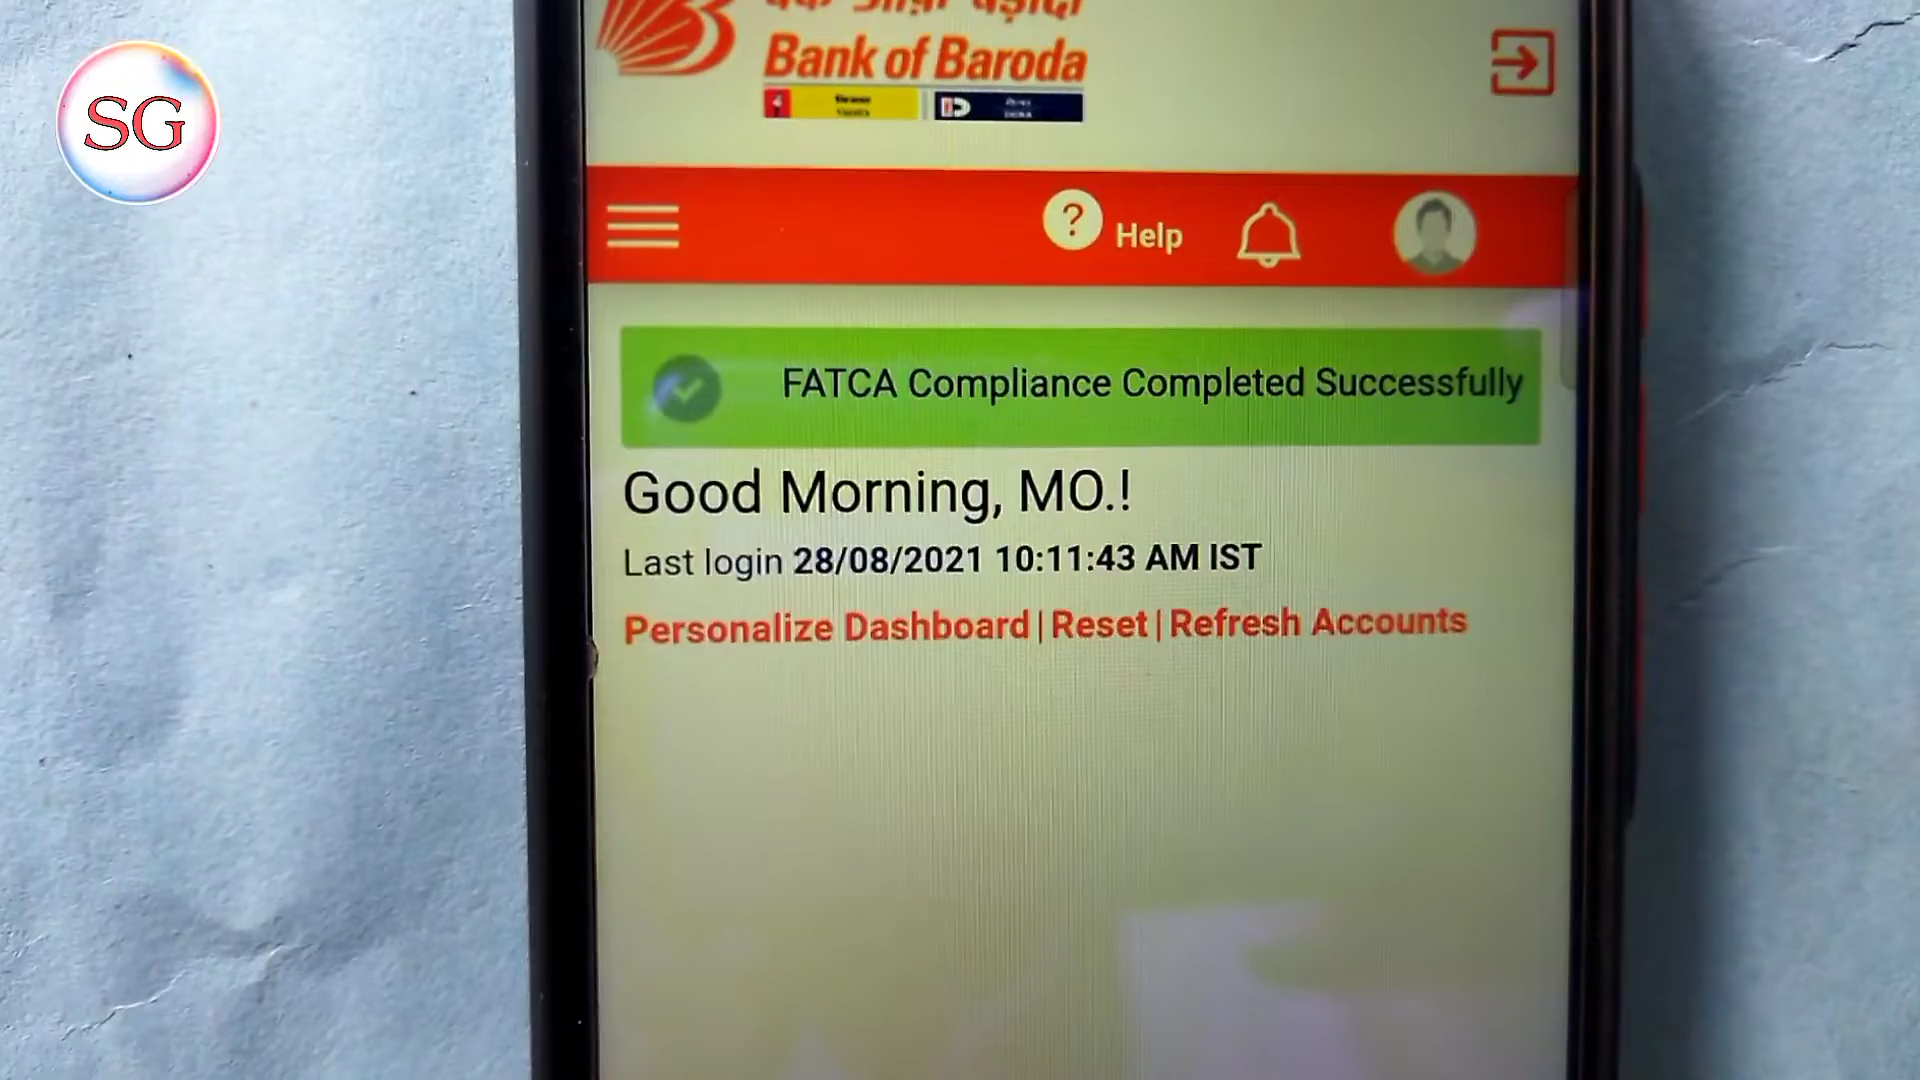 SG
Bank of Baroda
Help
FATCA Compliance Completed Successfully
Good Morning, MO.!
Last login 28/08/2021 10:11:43 AM IST
Personalize Dashboard | Reset | Refresh Accounts